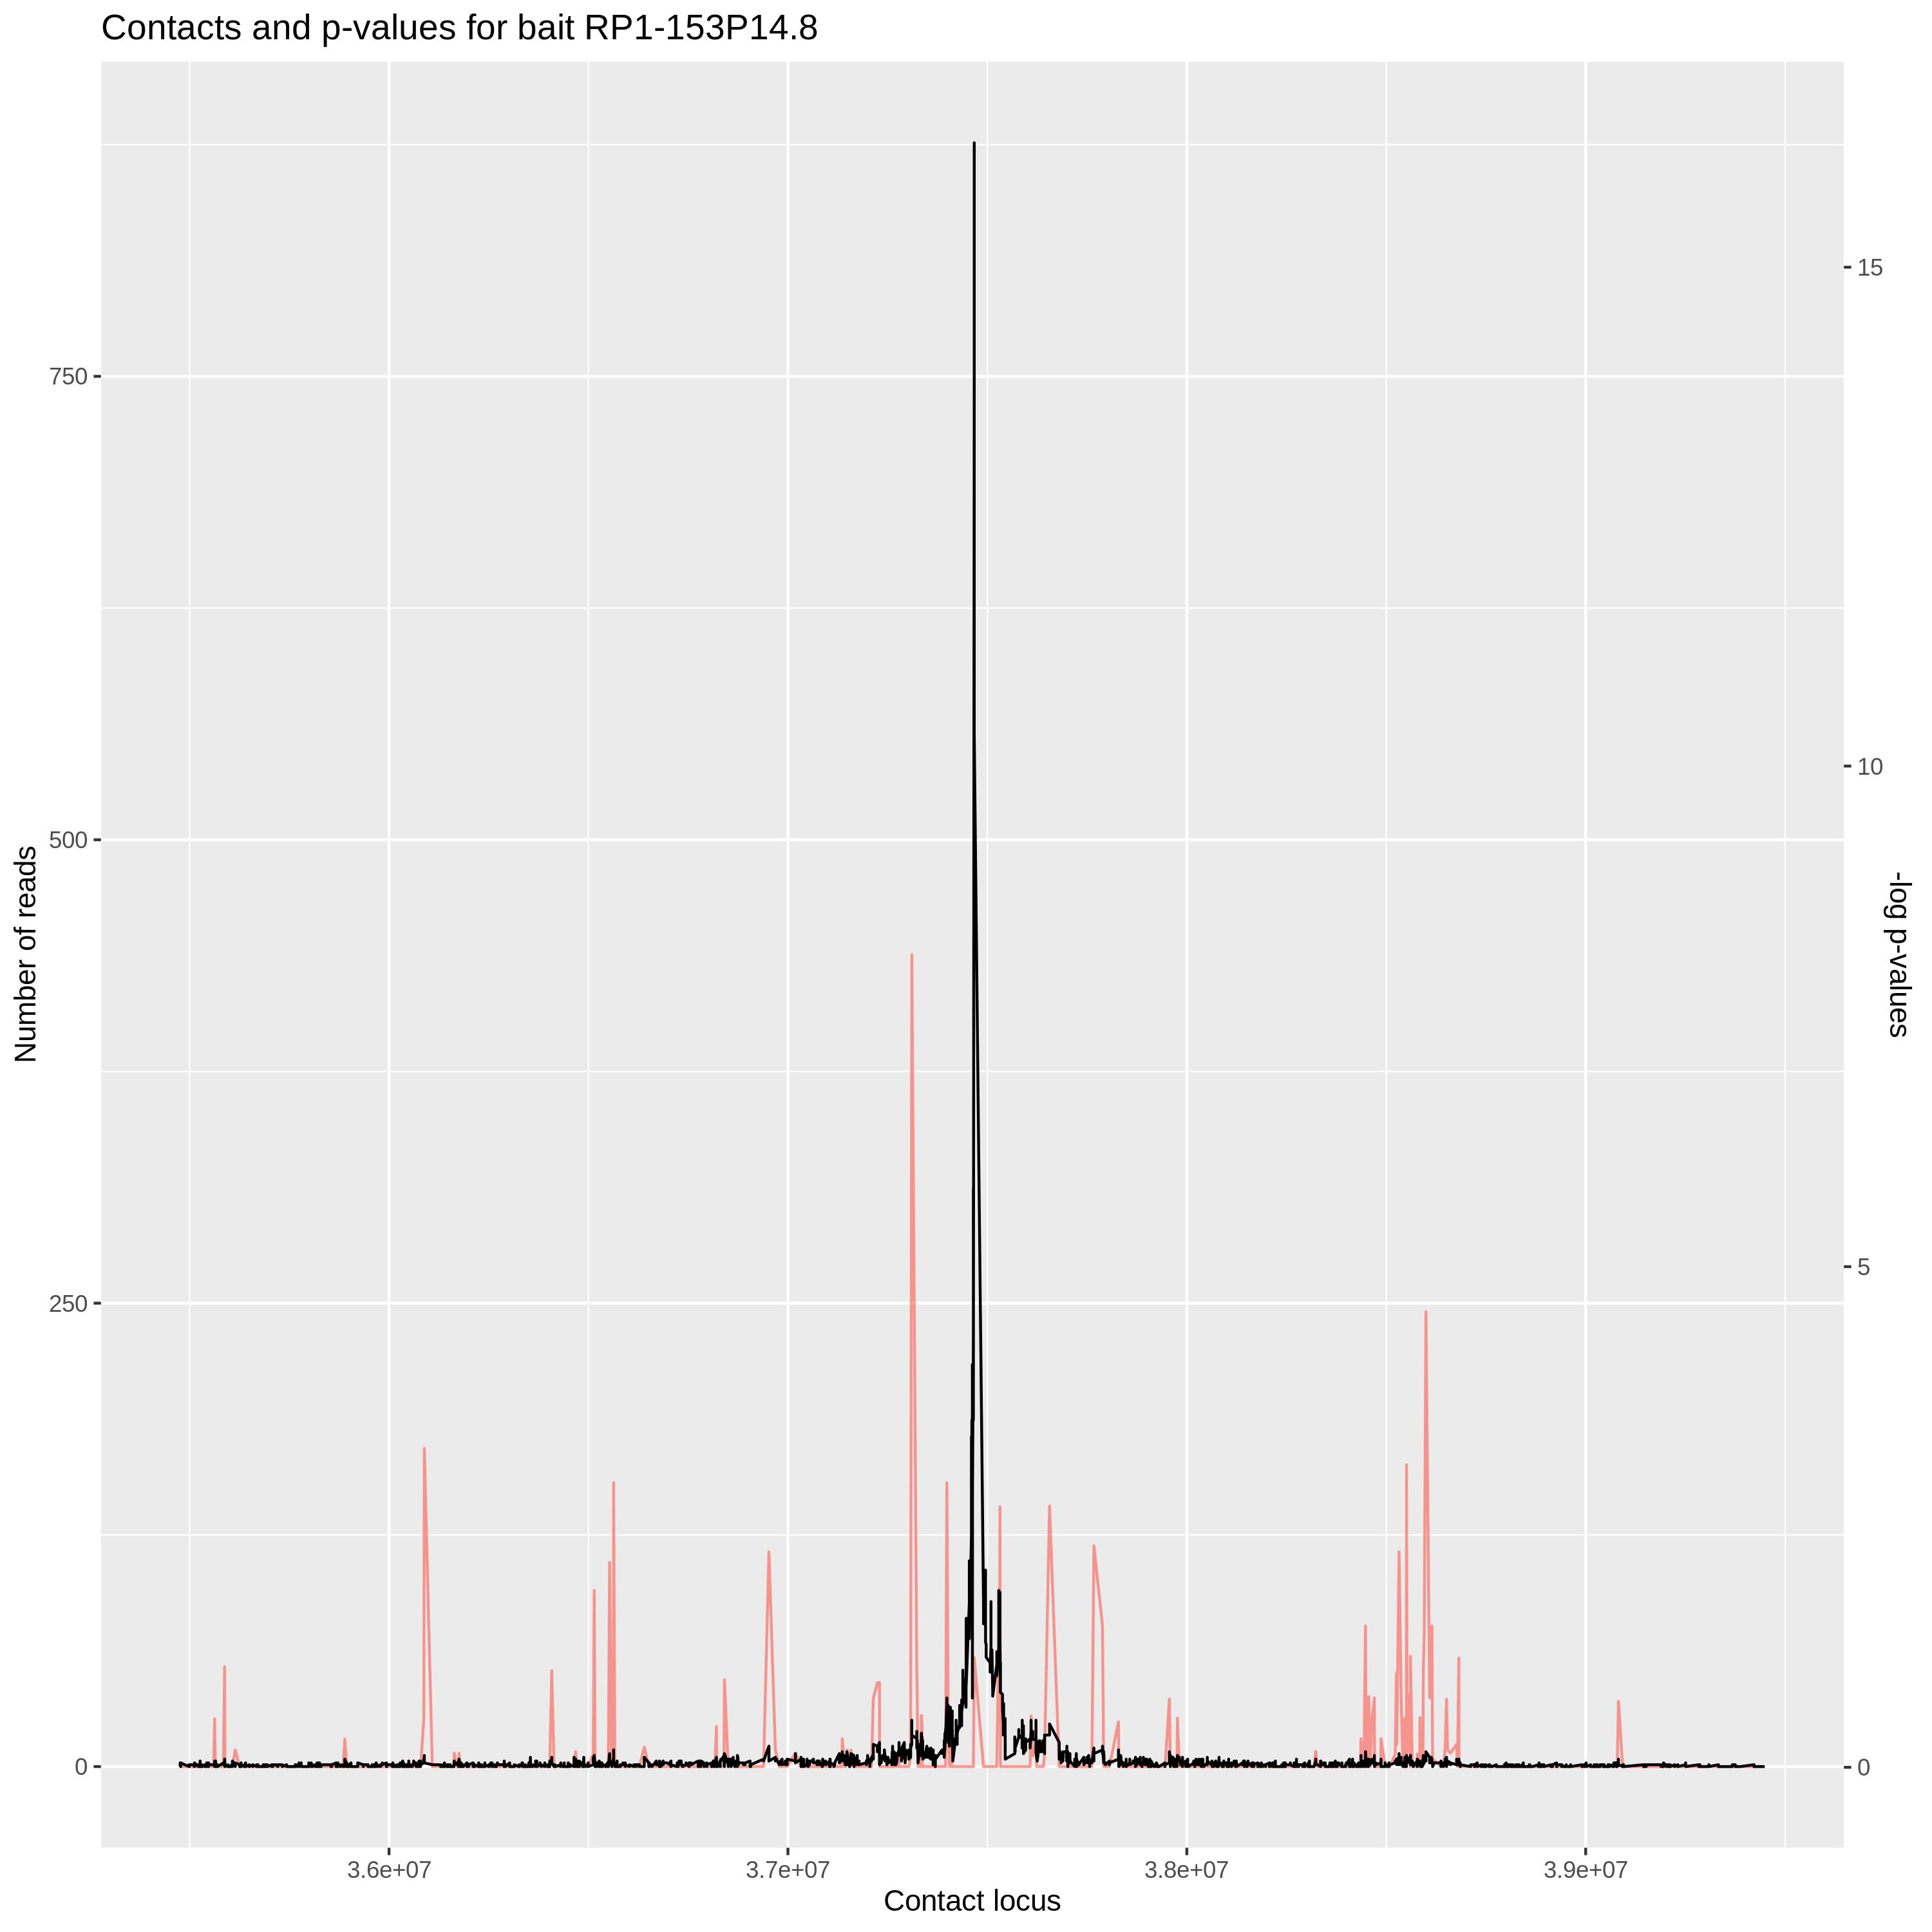 Contacts and p-values for bait RP1-153P14.8
15
750
10
500
Number of reads
-log p-values
5
250
0
0
3.6e+07
3.7e+07
3.8e+07
3.9e+07
Contact locus